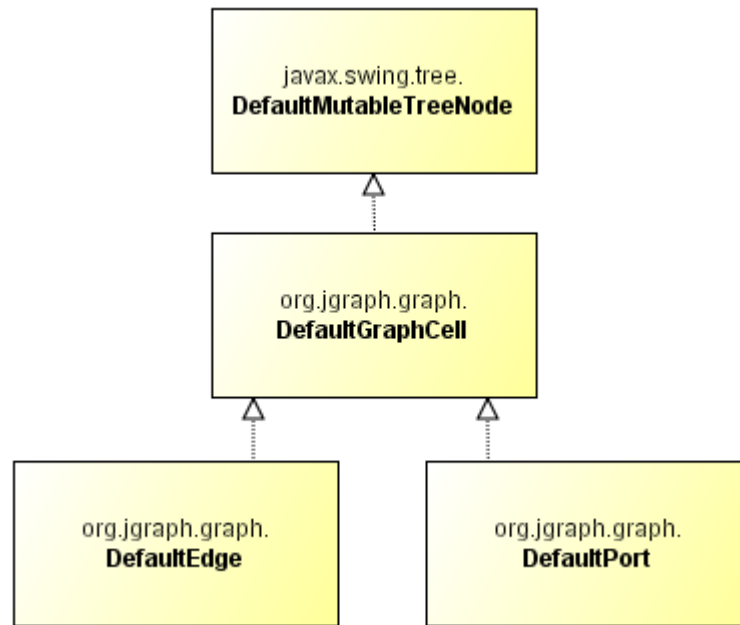 javax.swing.tree.
DefaultMutableTreeNode
org.jgraph.graph.
DefaultGraphCell
org.jgraph.graph.
DefaultEdge
org.jgraph.graph.
DefaultPort